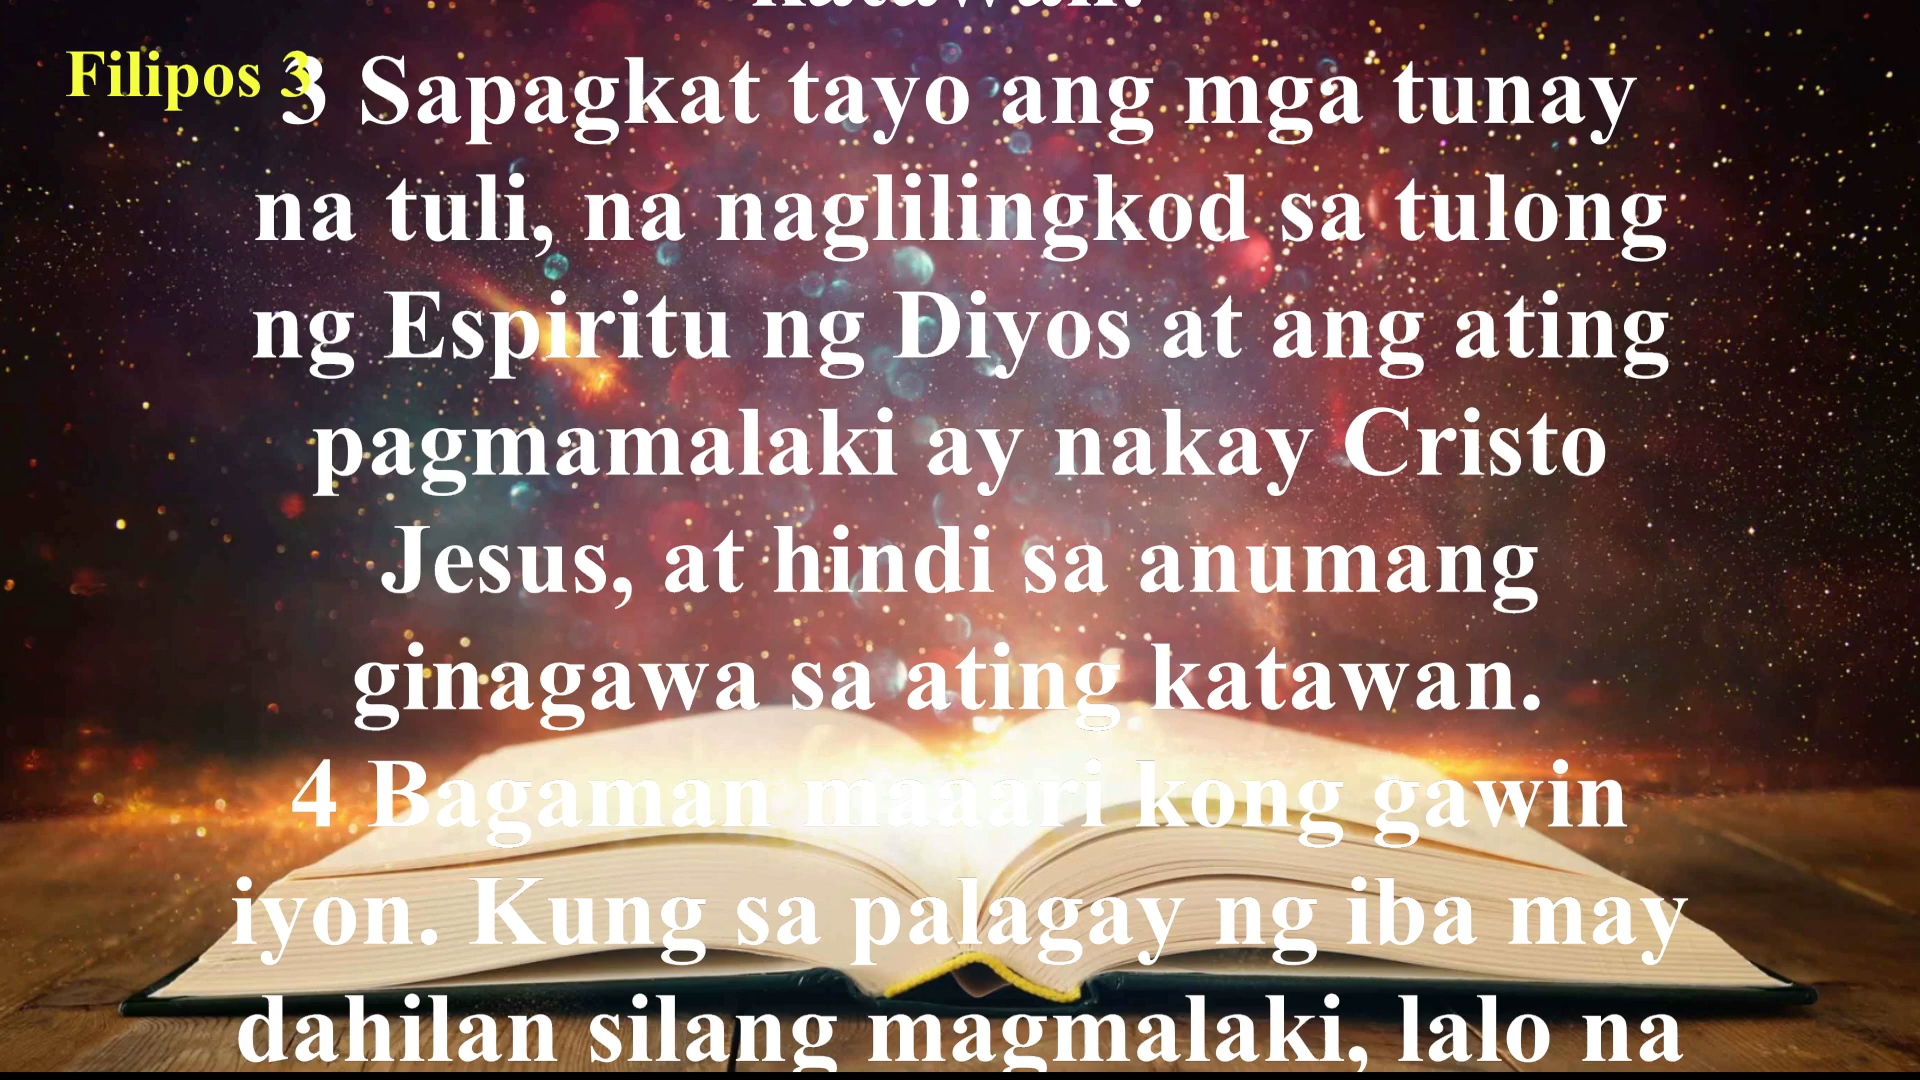 katawan.
Filipos 3
3 Sapagkat tayo ang mga tunay
na tuli, na naglilingkod sa tulong
ng Espiritu ng Diyos at ang ating
pagmamalaki ay nakay Cristo
Jesus, at hindi sa anumang
ginagawa sa ating katawan.
4 Bagaman maaari kong gawin
iyon. Kung sa palagay ng iba may
dahilan silang magmalaki, lalo na